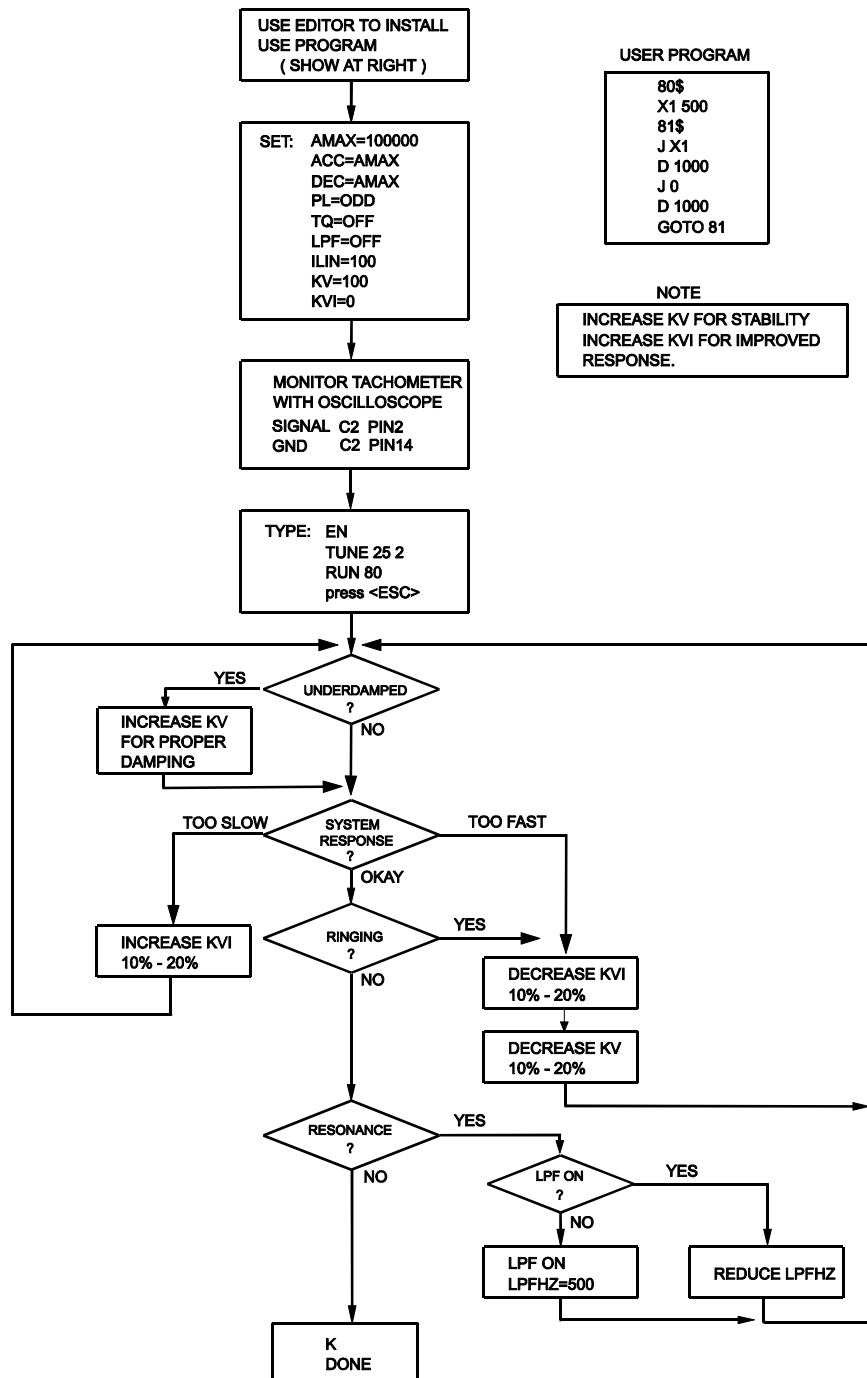 USE EDITOR TO INSTALL
USE PROGRAM
( SHOW AT RIGHT )
USER PROGRAM
80$
X1 500
81$
J X1
D 1000
J 0
D 1000
GOTO 81
SET: AMAX=100000
ACC=AMAX
DEC=AMAX
PL=ODD
TQ=OFF
LPF=OFF
ILIN=100
KV=100
KVI=0
NOTE
INCREASE KV FOR STABILITY
INCREASE KVI FOR IMPROVED
RESPONSE.
MONITOR TACHOMETER
WITH OSCILLOSCOPE
SIGNAL C2 PIN2
GND C2 PIN14
TYPE: EN
TUNE 25 2
RUN 80
press <ESC>
YES
UNDERDAMPED
?
NO
INCREASE KV
FOR PROPER
DAMPING
TOO SLOW
SYSTEM
RESPONSE
?
TOO FAST
OKAY
INCREASE KVI
10% - 20%
RINGING
?
YES
NO
DECREASE KVI
10% - 20%
DECREASE KV
10% - 20%
RESONANCE
?
YES
NO
LPF ON
?
YES
NO
LPF ON
LPFHZ=500
REDUCE LPFHZ
K
DONE